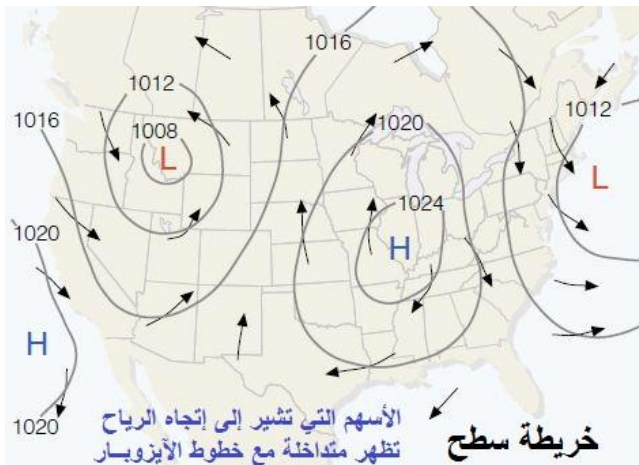 1016
1012
1016
1012
1008
L
1020
L
1024
1020
H
H
1020
الأسهم التي تشير إلى إتجاه الرياح
تظهر متداخلة مع خطوط الآيزوبــار
خريطة سطح